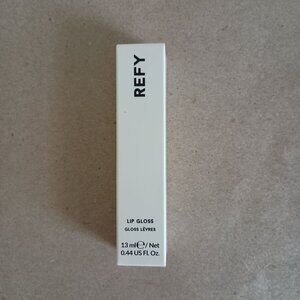 REFY
LIP GLOSS
GLOSS LÈVRES
13 ml ℮ / Net
0.44 US Fl. Oz.